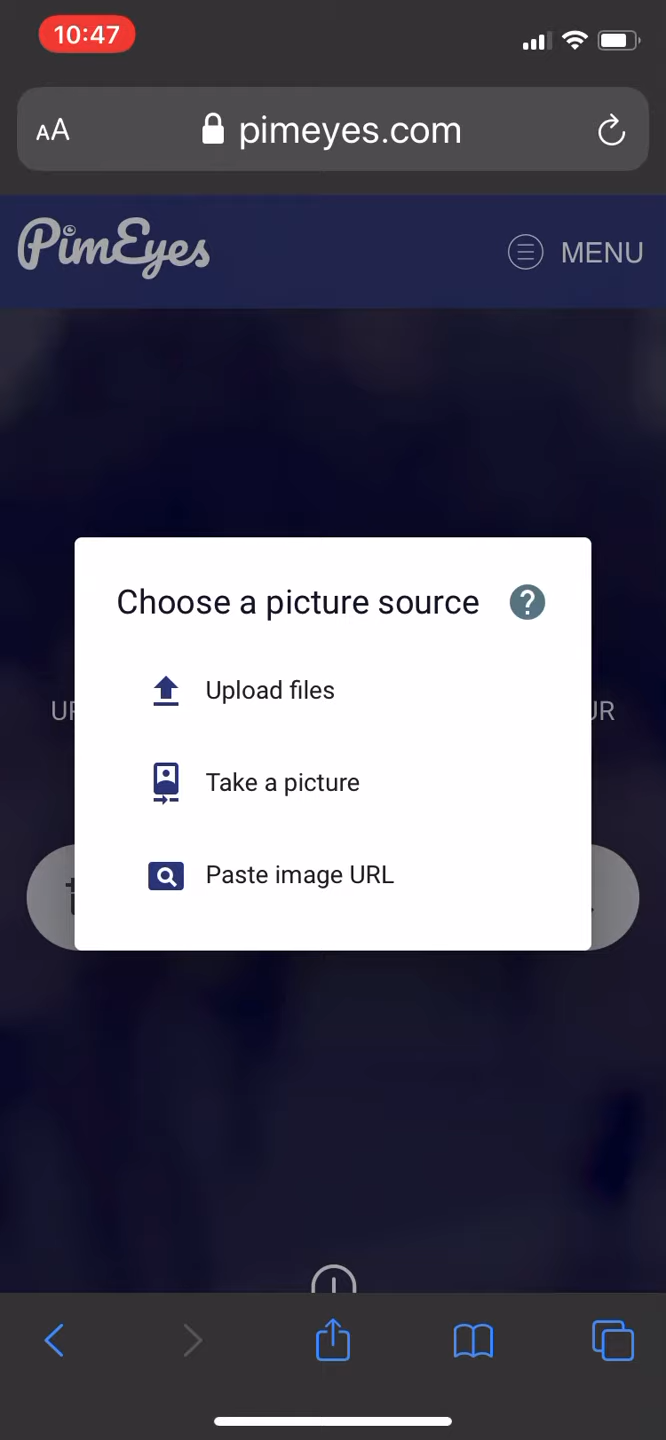 10:47
AA pimeyes.com
PimEyes MENU
Choose a picture source ?
Upload files
Take a picture
Paste image URL